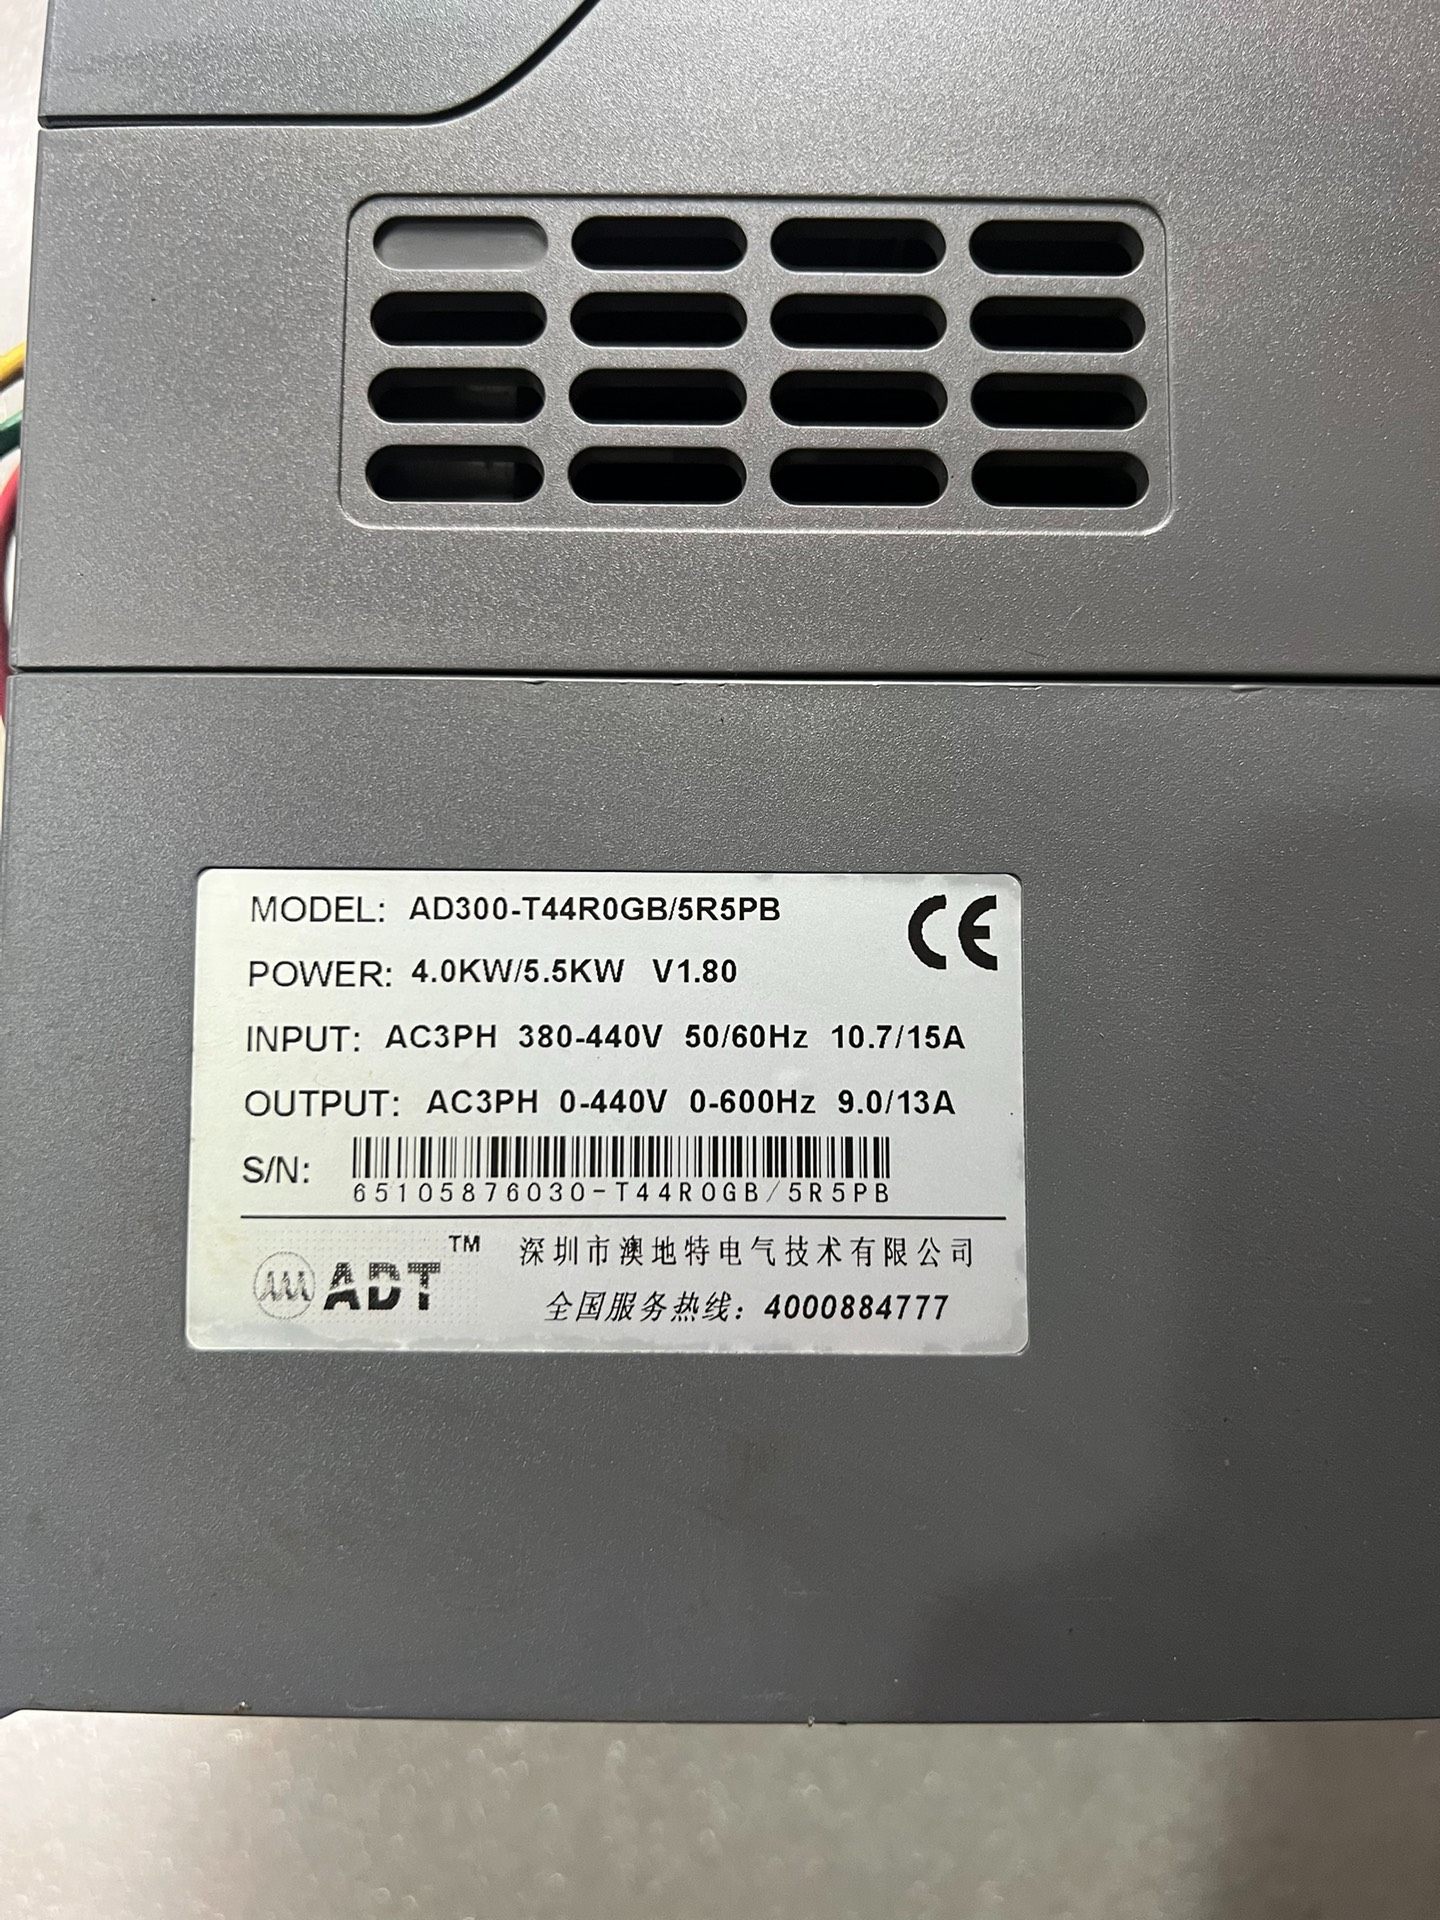 MODEL: AD300-T44R0GB/5R5PB
CE
POWER: 4.0KW/5.5KW V1.80
INPUT: AC3PH 380-440V 50/60Hz 10.7/15A
OUTPUT: AC3PH 0-440V 0-600Hz 9.0/13A
S/N:
65105876030-T44R0GB/5R5PB
ADT™ 深圳市澳地特电气技术有限公司
全国服务热线：4000884777